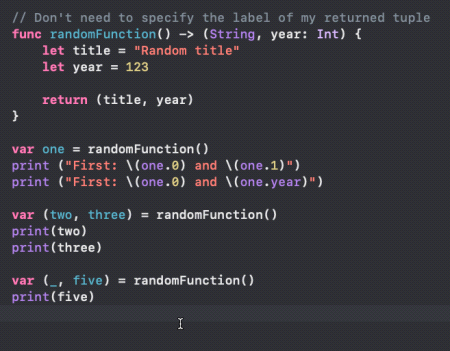 // Don't need to specify the label of my returned tuple
func randomFunction() -> (String, year: Int) {
    let title = "Random title"
    let year = 123

    return (title, year)
}

var one = randomFunction()
print ("First: \(one.0) and \(one.1)")
print ("First: \(one.0) and \(one.year)")

var (two, three) = randomFunction()
print(two)
print(three)

var (_, five) = randomFunction()
print(five)